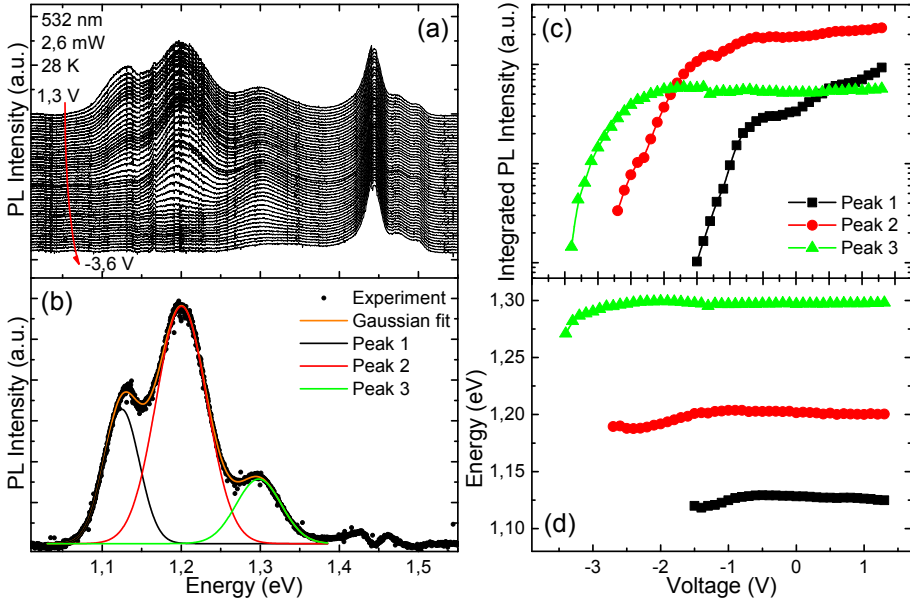 532 nm
2,6 mW
28 K
1,3 V
-3,6 V
(a)
PL Intensity (a.u.)
(b)
Experiment
Gaussian fit
Peak 1
Peak 2
Peak 3
PL Intensity (a.u.)
1,1 1,2 1,3 1,4 1,5
Energy (eV)
(c)
Integrated PL Intensity (a.u.)
Peak 1
Peak 2
Peak 3
1,30
1,25
1,20
1,15
1,10
Energy (eV)
(d)
-3 -2 -1 0 1
Voltage (V)